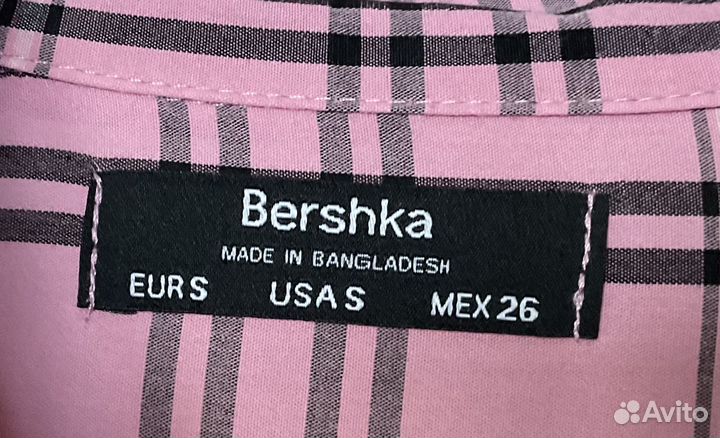 Bershka
MADE IN BANGLADESH
EUR S USA S MEX 26
Avito